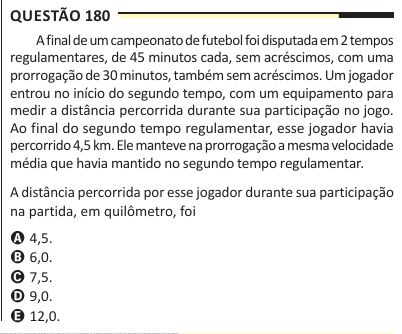 QUESTÃO 180
A final de um campeonato de futebol foi disputada em 2 tempos
regulamentares, de 45 minutos cada, sem acréscimos, com uma
prorrogação de 30 minutos, também sem acréscimos. Um jogador
entrou no início do segundo tempo, com um equipamento para
medir a distância percorrida durante sua participação no jogo.
Ao final do segundo tempo regulamentar, esse jogador havia
percorrido 4,5 km. Ele manteve na prorrogação a mesma velocidade
média que havia mantido no segundo tempo regulamentar.
A distância percorrida por esse jogador durante sua participação
na partida, em quilômetro, foi
A 4,5.
B 6,0.
C 7,5.
D 9,0.
E 12,0.